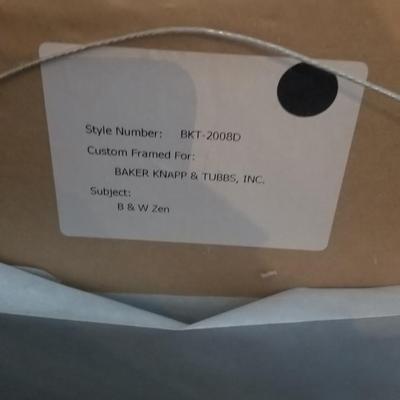 Style Number: BKT-2008D
Custom Framed For:
BAKER KNAPP & TUBBS, INC.
Subject:
B & W Zen